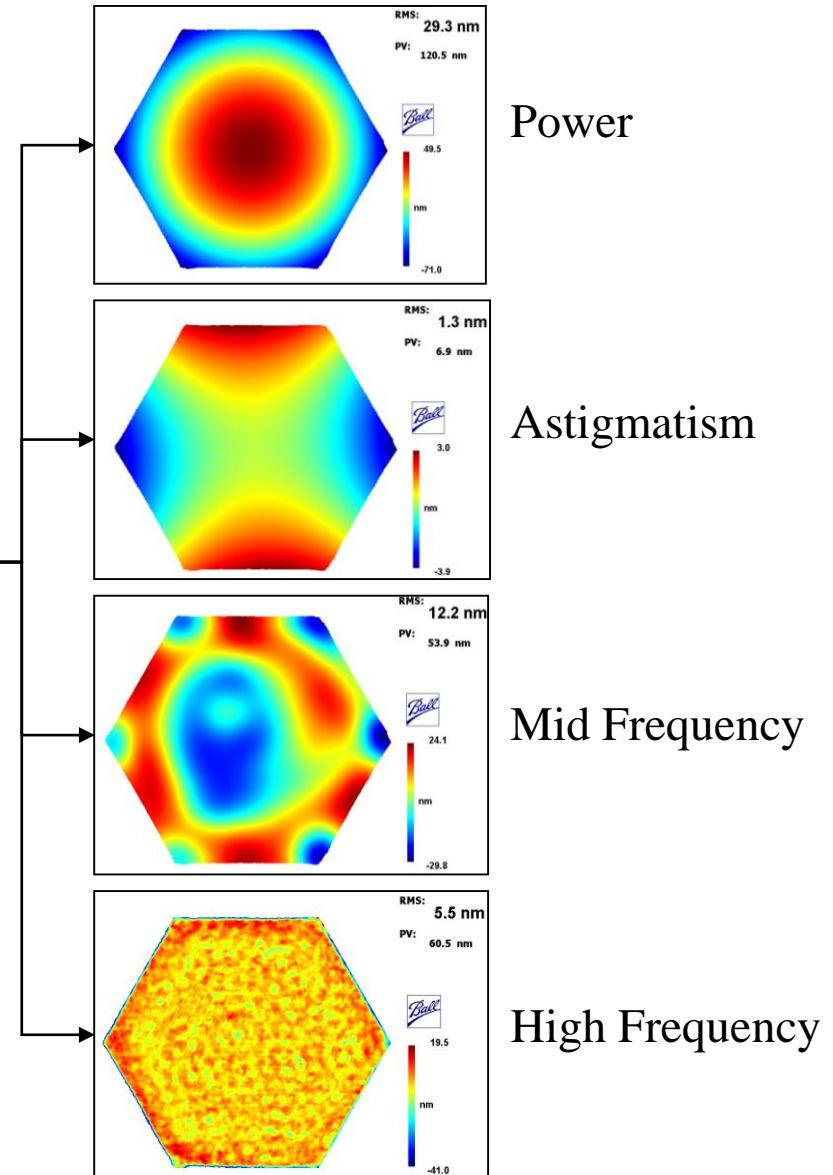 RMS:
29.3 nm
PV:
120.5 nm
Ball
49.5
nm
-71.0
Power
RMS:
1.3 nm
PV:
6.9 nm
Ball
3.0
nm
-3.9
Astigmatism
RMS:
12.2 nm
PV:
53.9 nm
Ball
24.1
nm
-29.8
Mid Frequency
RMS:
5.5 nm
PV:
60.5 nm
Ball
19.5
nm
-41.0
High Frequency